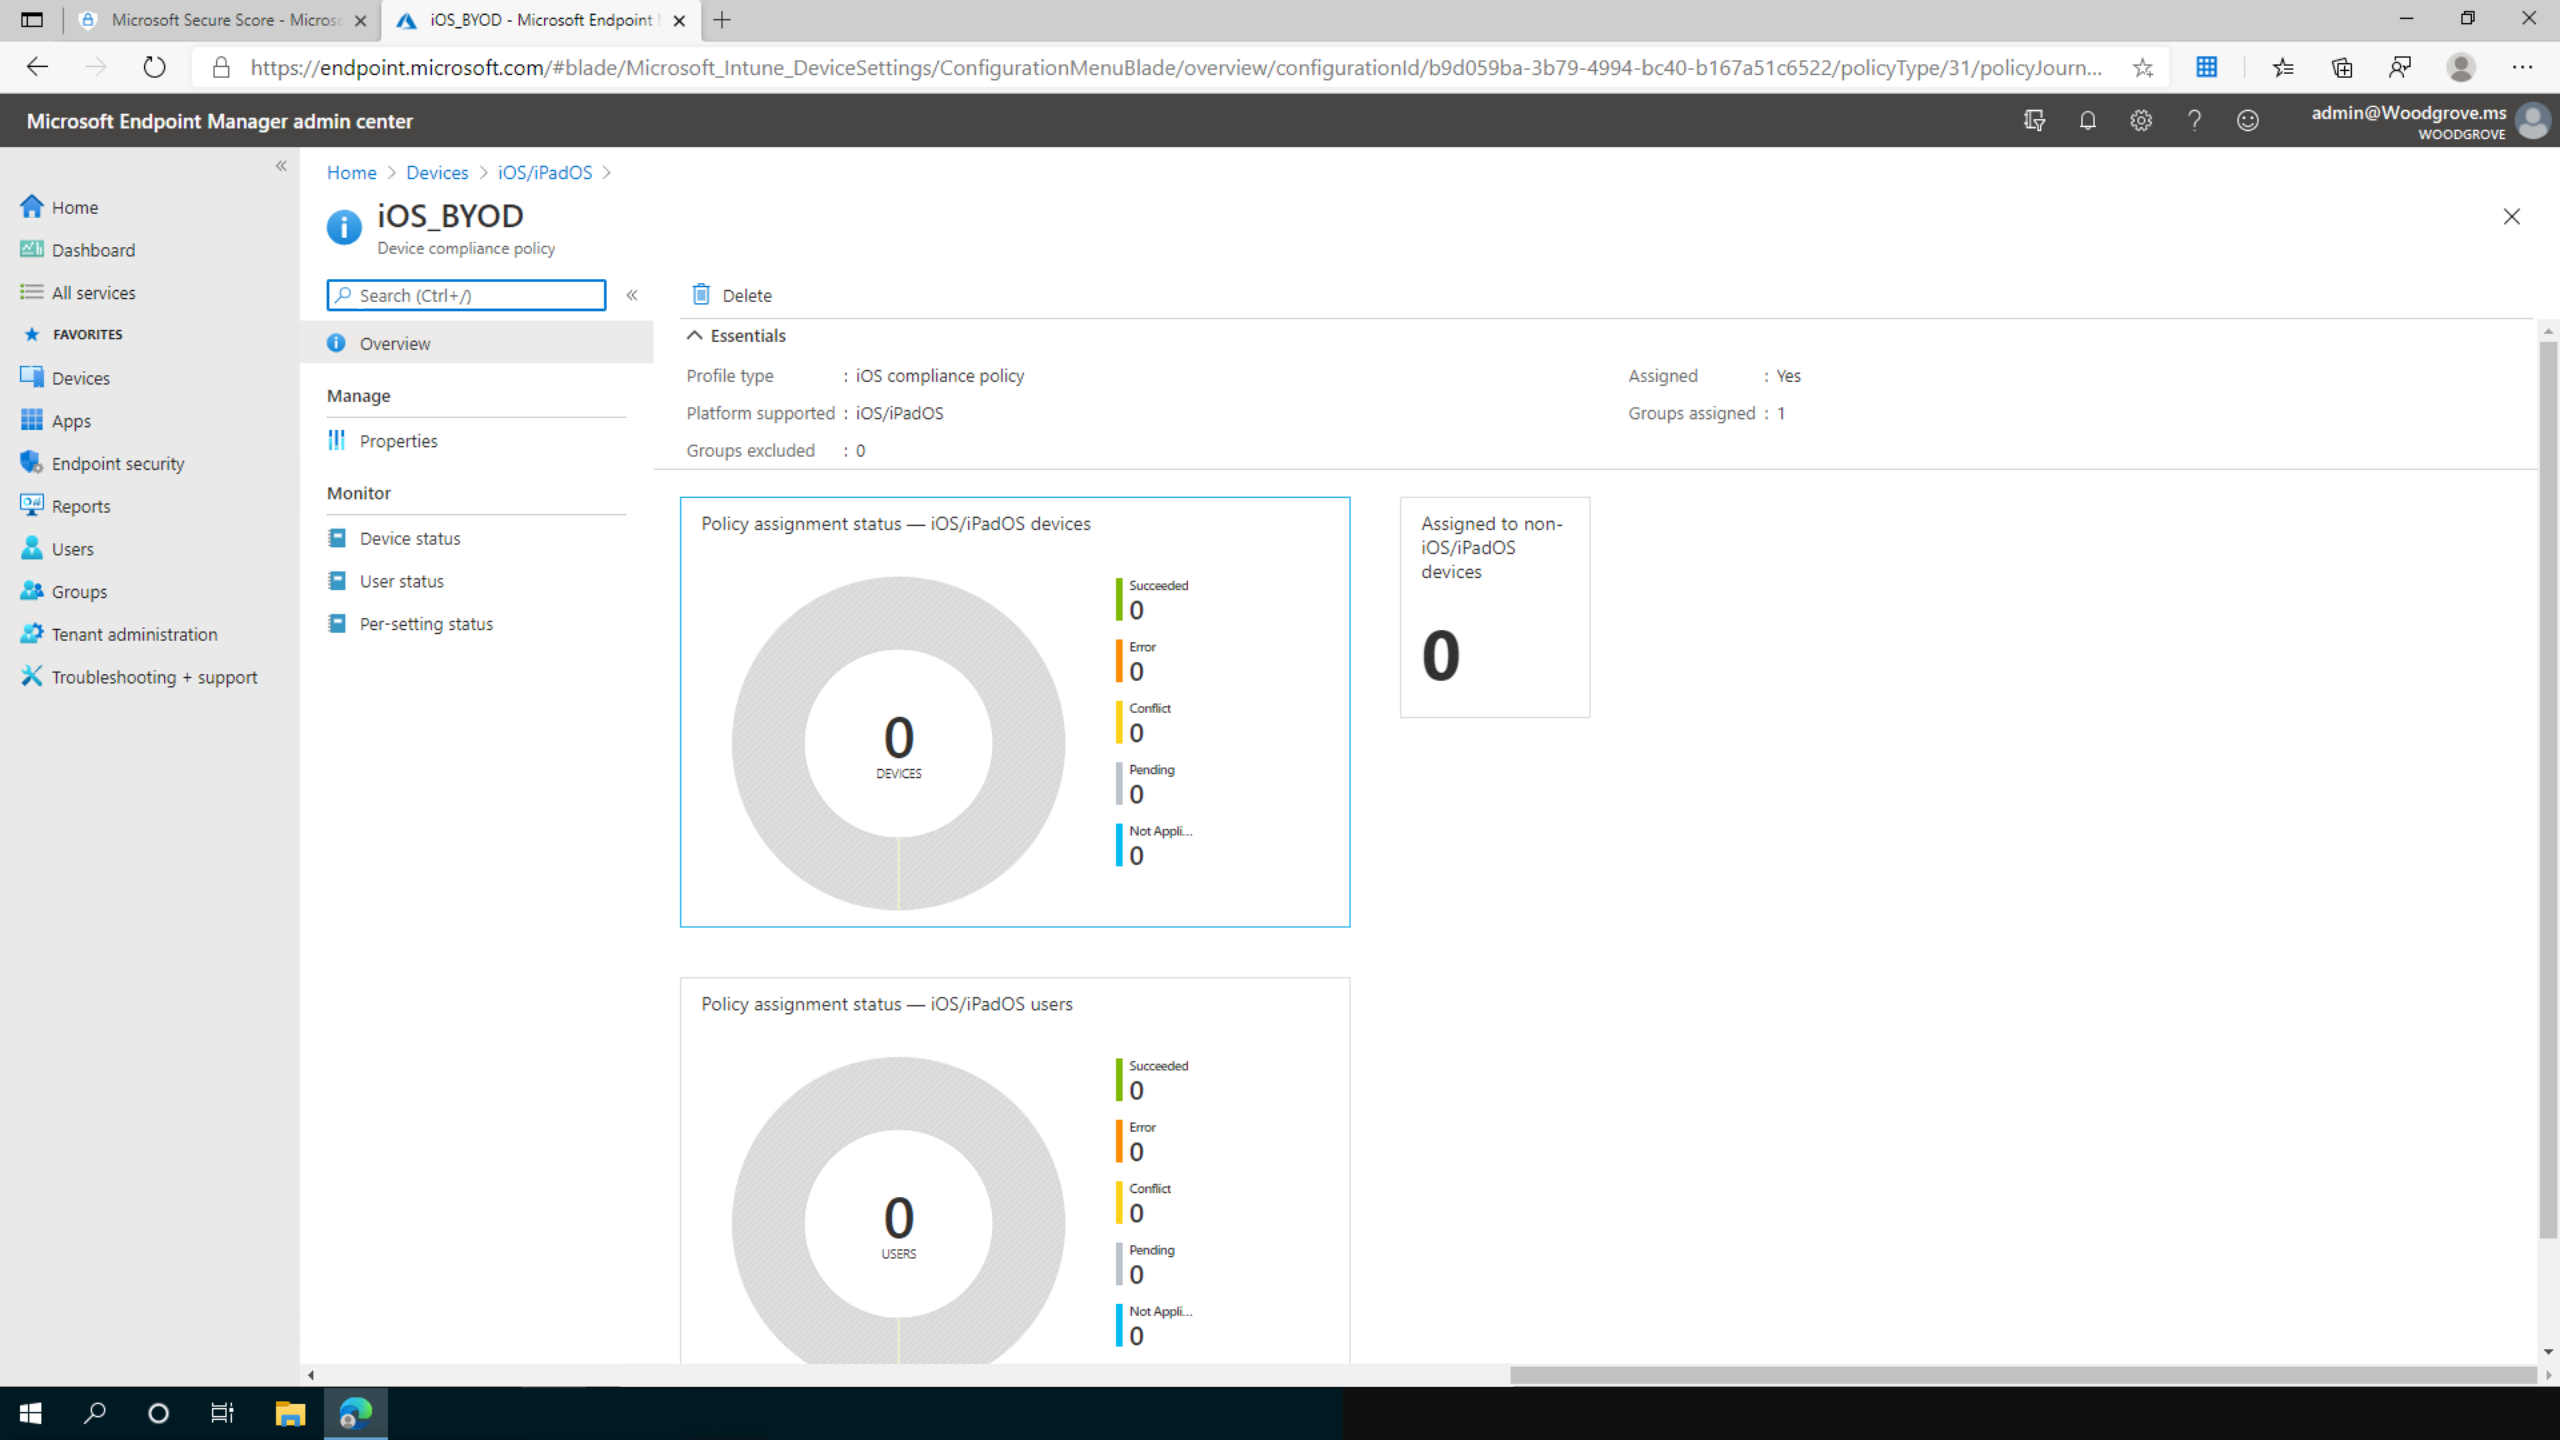 Microsoft Secure Score - Micros
iOS_BYOD - Microsoft Endpoint
https://endpoint.microsoft.com/#blade/Microsoft_Intune_DeviceSettings/ConfigurationMenuBlade/overview/configurationId/b9d059ba-3b79-4994-bc40-b167a51c6522/policyType/31/policyJourn...
Microsoft Endpoint Manager admin center
admin@Woodgrove.ms
WOODGROVE
Home
Dashboard
All services
FAVORITES
Devices
Apps
Endpoint security
Reports
Users
Groups
Tenant administration
Troubleshooting + support
Home > Devices > iOS/iPadOS >
iOS_BYOD
Device compliance policy
Search (Ctrl+/)
Overview
Manage
Properties
Monitor
Device status
User status
Per-setting status
Delete
Essentials
Profile type : iOS compliance policy
Platform supported : iOS/iPadOS
Groups excluded : 0
Assigned : Yes
Groups assigned : 1
Policy assignment status — iOS/iPadOS devices
0
DEVICES
Succeeded
0
Error
0
Conflict
0
Pending
0
Not Appli...
0
Assigned to non-
iOS/iPadOS
devices
0
Policy assignment status — iOS/iPadOS users
0
USERS
Succeeded
0
Error
0
Conflict
0
Pending
0
Not Appli...
0